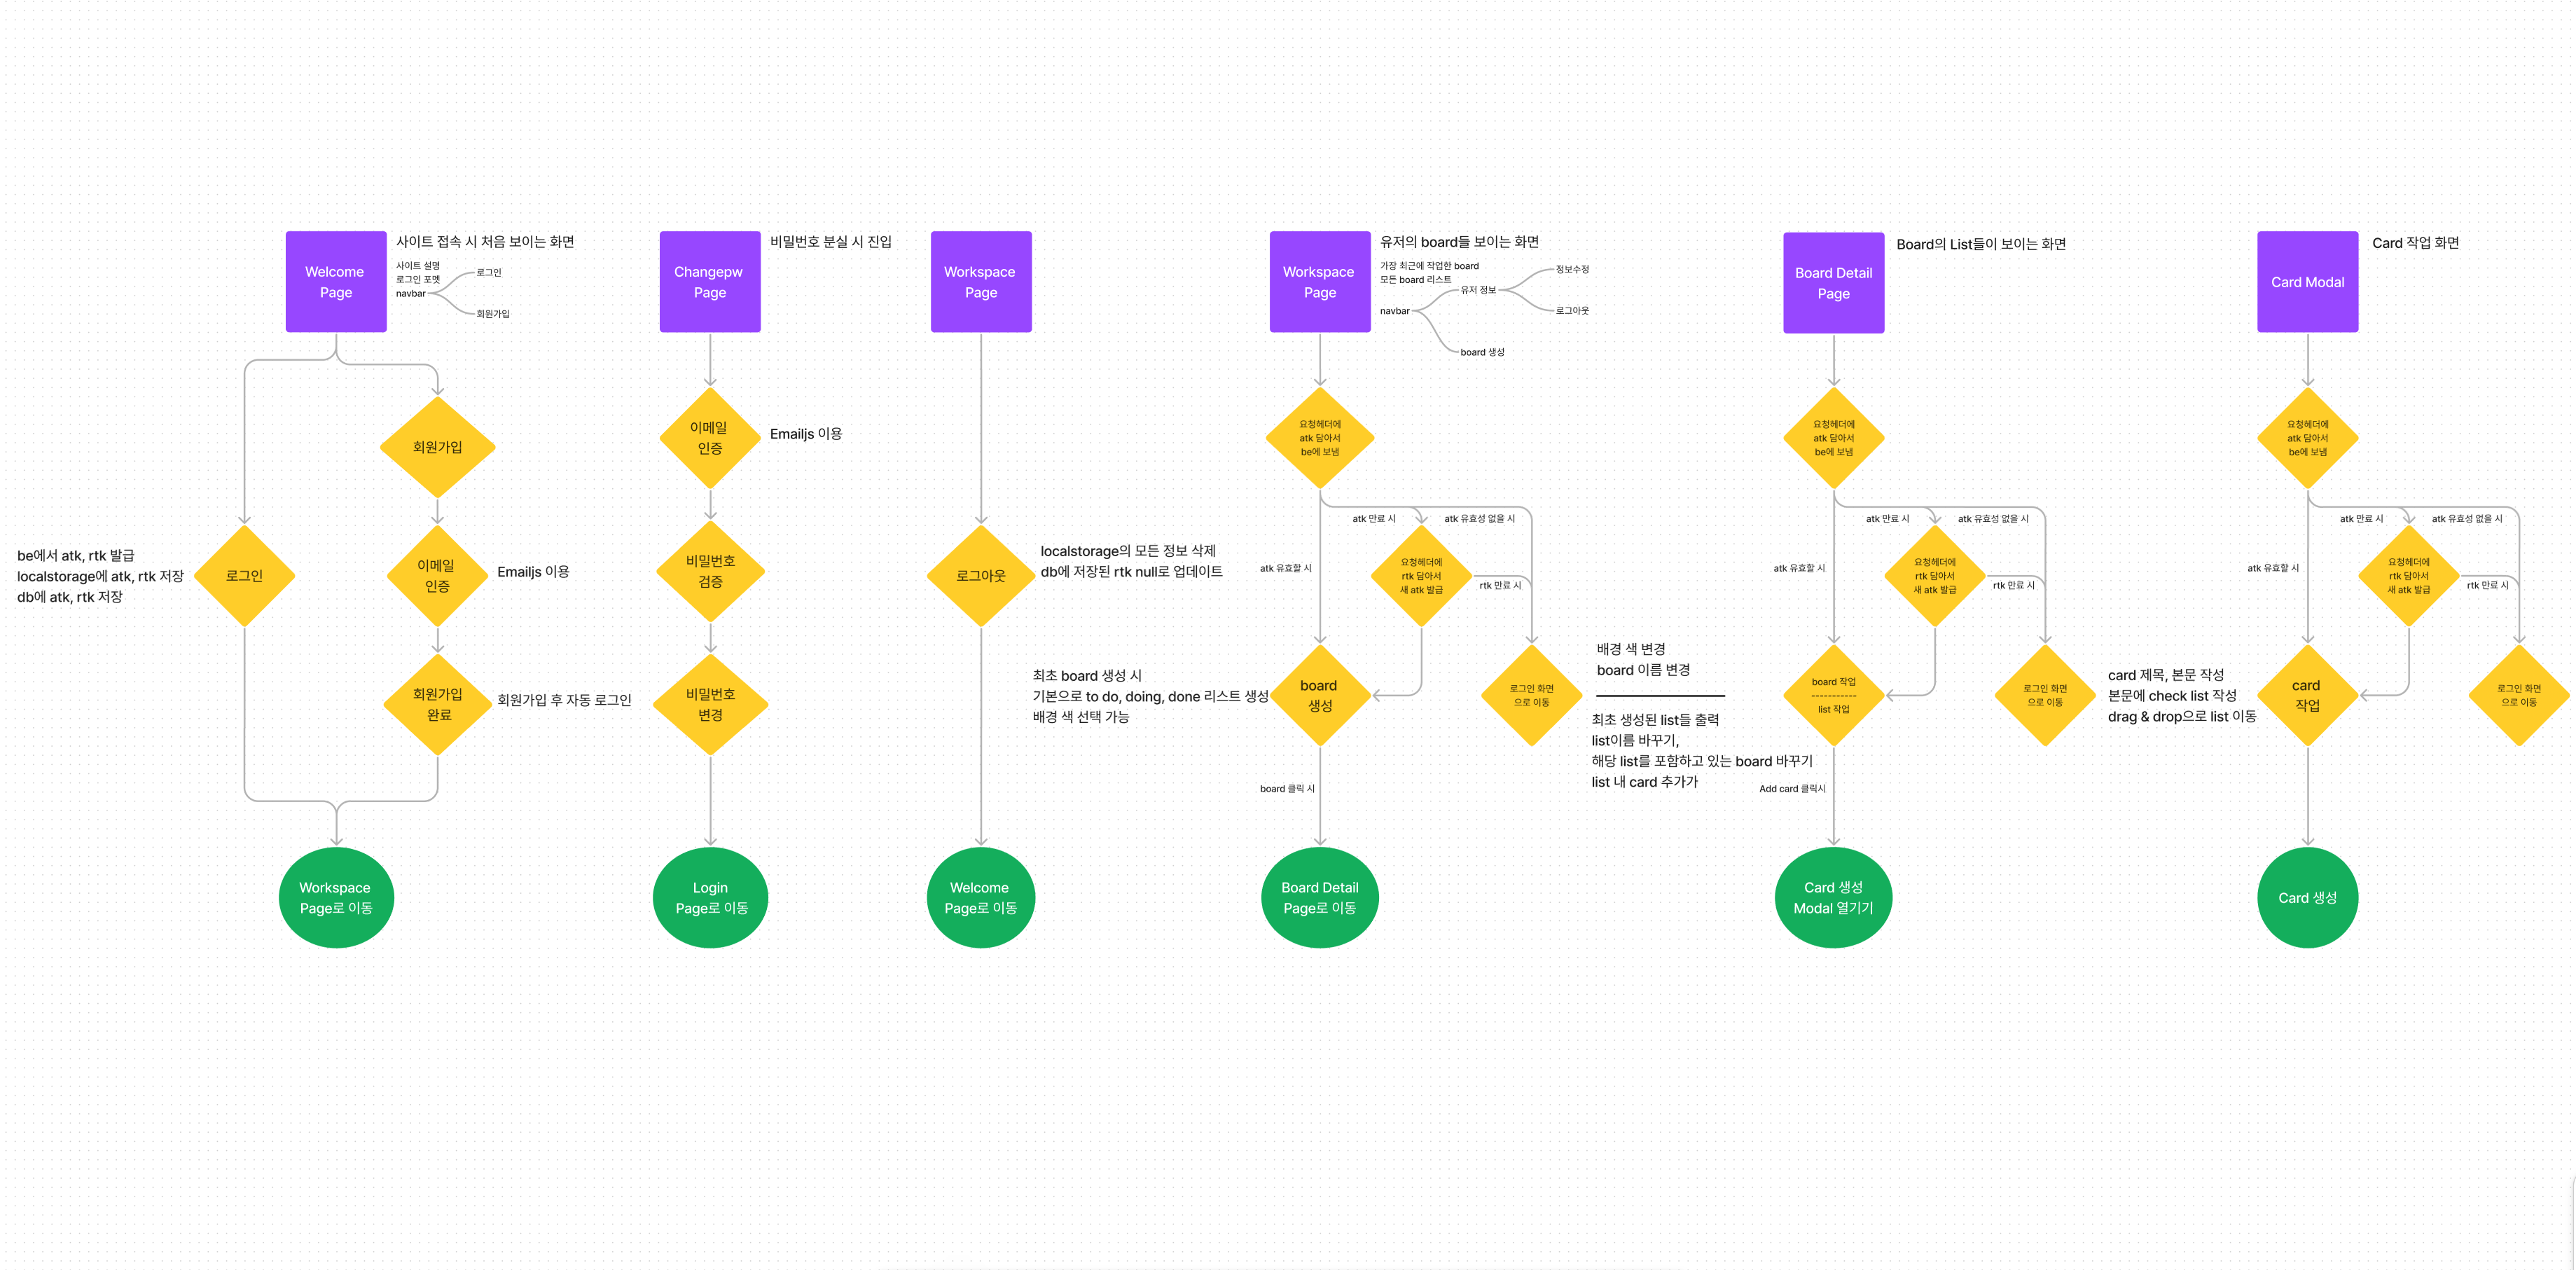 Welcome
Page
사이트 접속 시 처음 보이는 화면
사이트 설명
로그인 포멧
navbar
로그인
회원가입
회원가입
be에서 atk, rtk 발급
localstorage에 atk, rtk 저장
db에 atk, rtk 저장
로그인
이메일
인증
Emailjs 이용
회원가입
완료
회원가입 후 자동 로그인
Workspace
Page로 이동
Changepw
Page
비밀번호 분실 시 진입
이메일
인증
Emailjs 이용
비밀번호
검증
비밀번호
변경
Login
Page로 이동
Workspace
Page
로그아웃
localstorage의 모든 정보 삭제
db에 저장된 rtk null로 업데이트
Welcome
Page로 이동
Workspace
Page
유저의 board들 보이는 화면
가장 최근에 작업한 board
모든 board 리스트
navbar
유저 정보
정보수정
로그아웃
board 생성
요청헤더에
atk 담아서
be에 보냄
atk 만료 시
atk 유효성 없을 시
atk 유효할 시
요청헤더에
rtk 담아서
새 atk 발급
rtk 만료 시
최초 board 생성 시
기본으로 to do, doing, done 리스트 생성
배경 색 선택 가능
board
생성
로그인 화면
으로 이동
board 클릭 시
Board Detail
Page로 이동
Board Detail
Page
Board의 List들이 보이는 화면
요청헤더에
atk 담아서
be에 보냄
atk 만료 시
atk 유효성 없을 시
atk 유효할 시
요청헤더에
rtk 담아서
새 atk 발급
rtk 만료 시
배경 색 변경
board 이름 변경
최초 생성된 list들 출력
list이름 바꾸기,
해당 list를 포함하고 있는 board 바꾸기
list 내 card 추가가
board 작업
-----------
list 작업
로그인 화면
으로 이동
Add card 클릭시
Card 생성
Modal 열기기
Card Modal
Card 작업 화면
요청헤더에
atk 담아서
be에 보냄
atk 만료 시
atk 유효성 없을 시
atk 유효할 시
요청헤더에
rtk 담아서
새 atk 발급
rtk 만료 시
card 제목, 본문 작성
본문에 check list 작성
drag & drop으로 list 이동
card
작업
로그인 화면
으로 이동
Card 생성